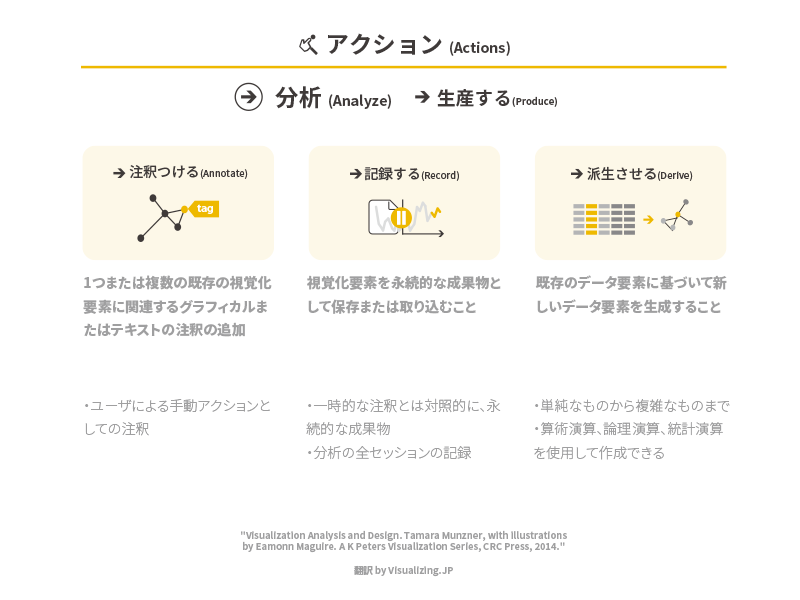 アクション (Actions)
分析 (Analyze) 生産する(Produce)
注釈つける(Annotate)
tag
1つまたは複数の既存の視覚化
要素に関連するグラフィカルま
たはテキストの注釈の追加
・ユーザによる手動アクションと
しての注釈
記録する(Record)
視覚化要素を永続的な成果物と
して保存または取り込むこと
・一時的な注釈とは対照的に、永
続的な成果物
・分析の全セッションの記録
派生させる(Derive)
既存のデータ要素に基づいて新
しいデータ要素を生成すること
・単純なものから複雑なものまで
・算術演算、論理演算、統計演算
を使用して作成できる
"Visualization Analysis and Design. Tamara Munzner, with illustrations
by Eamonn Maguire. A K Peters Visualization Series, CRC Press, 2014."
翻訳 by Visualizing.JP